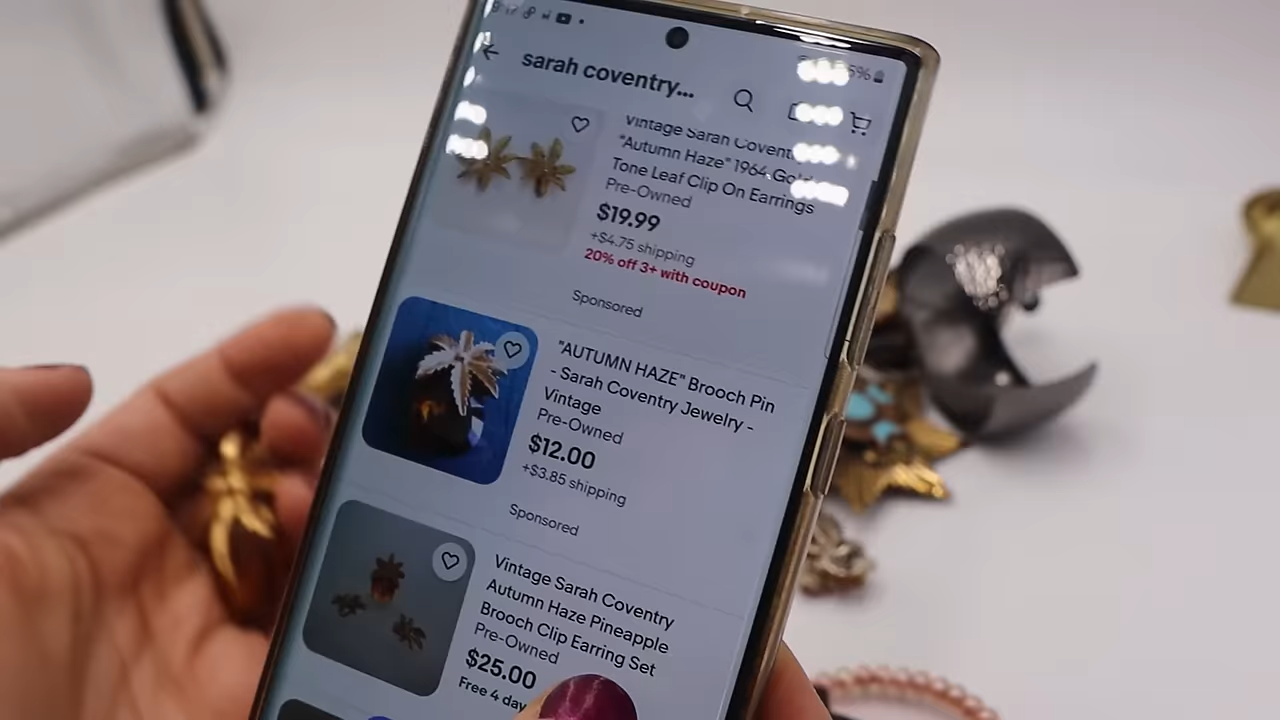 5%
sarah coventry...
Vintage Sarah Covent
"Autumn Haze" 1964 Gol
Tone Leaf Clip On Earrings
Pre-Owned
$19.99
+$4.75 shipping
20% off 3+ with coupon
Sponsored
"AUTUMN HAZE" Brooch Pin
- Sarah Coventry Jewelry -
Vintage
Pre-Owned
$12.00
+$3.85 shipping
Sponsored
Vintage Sarah Coventry
Autumn Haze Pineapple
Brooch Clip Earring Set
Pre-Owned
$25.00
Free 4 day